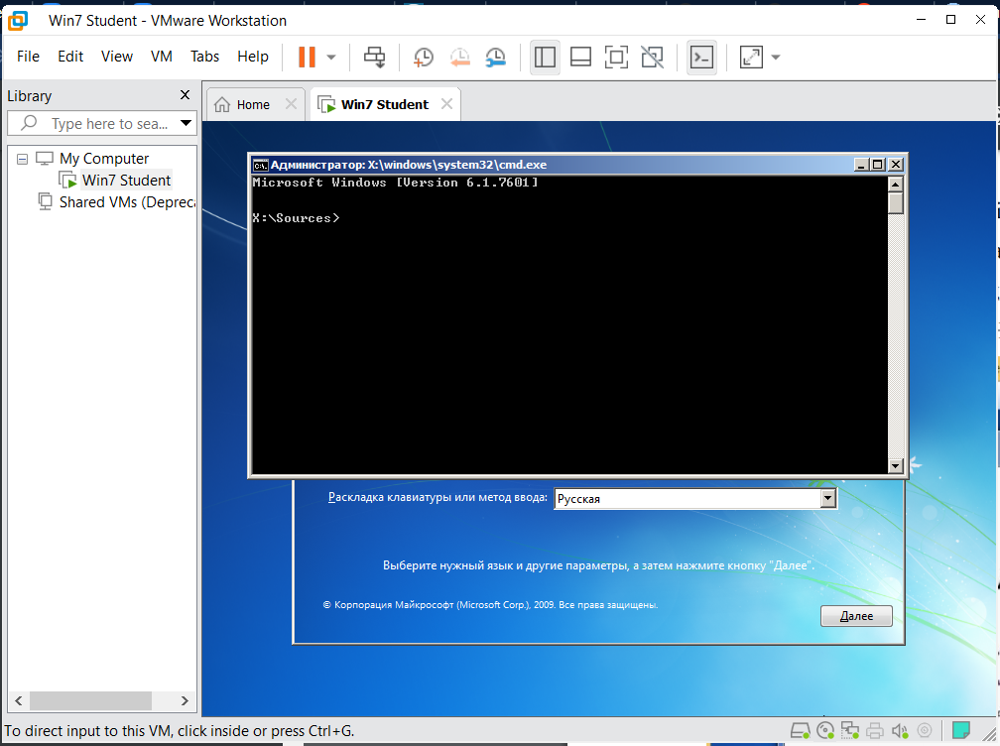 Win7 Student - VMware Workstation
File Edit View VM Tabs Help
Library
Home
Win7 Student
Type here to sea...
My Computer
Win7 Student
Shared VMs (Depreca
Администратор: X:\windows\system32\cmd.exe
Microsoft Windows [Version 6.1.7601]
X:\Sources>
Раскладка клавиатуры или метод ввода:
Русская
Выберите нужный язык и другие параметры, а затем нажмите кнопку "Далее".
© Корпорация Майкрософт (Microsoft Corp.), 2009. Все права защищены.
Далее
To direct input to this VM, click inside or press Ctrl+G.